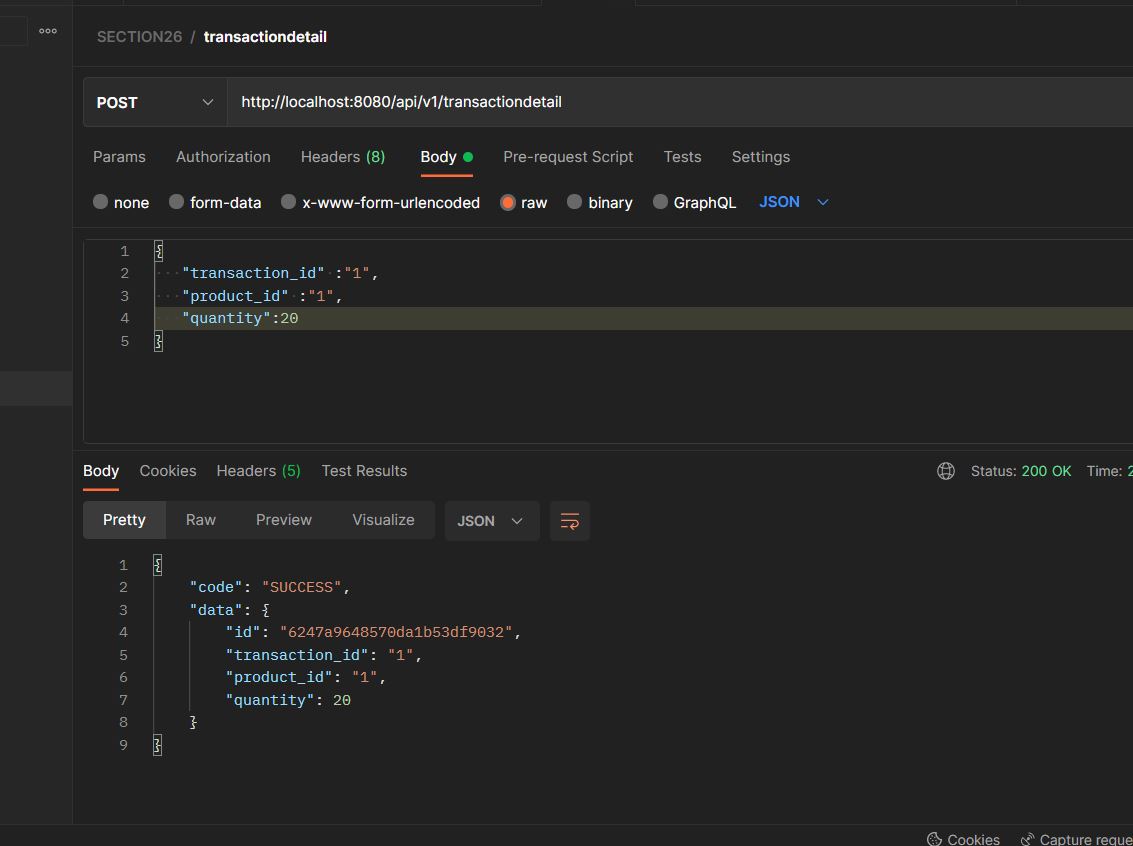 SECTION26 / transactiondetail
POST http://localhost:8080/api/v1/transactiondetail
Params Authorization Headers (8) Body Pre-request Script Tests Settings
none form-data x-www-form-urlencoded raw binary GraphQL JSON
1 {
2 "transaction_id" :"1",
3 "product_id" :"1",
4 "quantity":20
5 }
Body Cookies Headers (5) Test Results Status: 200 OK Time: 2
Pretty Raw Preview Visualize JSON
1 {
2 "code": "SUCCESS",
3 "data": {
4 "id": "6247a9648570da1b53df9032",
5 "transaction_id": "1",
6 "product_id": "1",
7 "quantity": 20
8 }
9 }
Cookies Capture reque